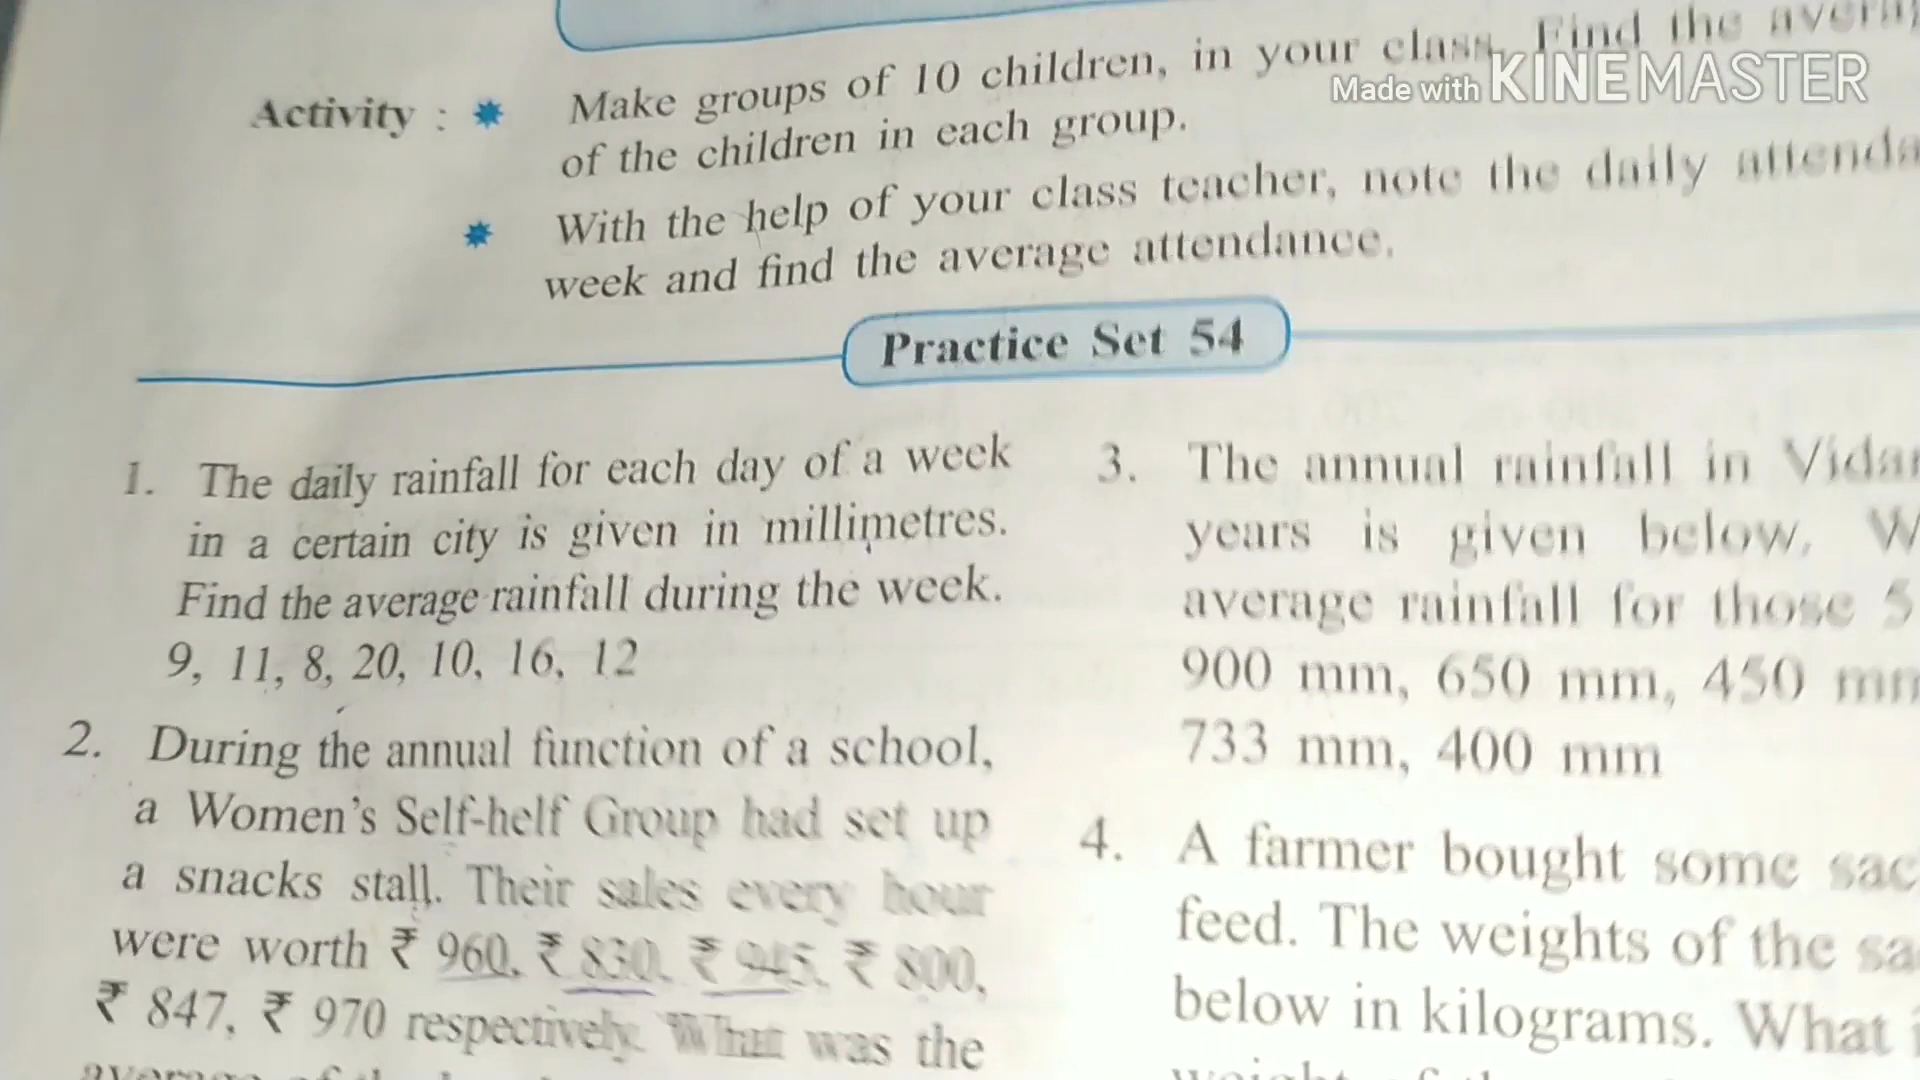 Activity : Make groups of 10 children, in your class. Find the
of the children in each group.
With the help of your class teacher, note the daily
week and find the average attendance.
Made with KINEMASTER
Practice Set 54
1. The daily rainfall for each day of a week
in a certain city is given in millimetres.
Find the average rainfall during the week.
9, 11, 8, 20, 10, 16, 12
2. During the annual function of a school,
a Women's Self-helf Group had set up
a snacks stall. Their sales every hour
were worth ₹ 960, ₹ 830, ₹ 945, ₹ 800,
₹ 847, ₹ 970 respectively. What was the
3. The annual rainfall in
years is given below.
average rainfall for those 5
900 mm, 650 mm, 450
733 mm, 400 mm
4. A farmer bought some
feed. The weights of the
below in kilograms. What